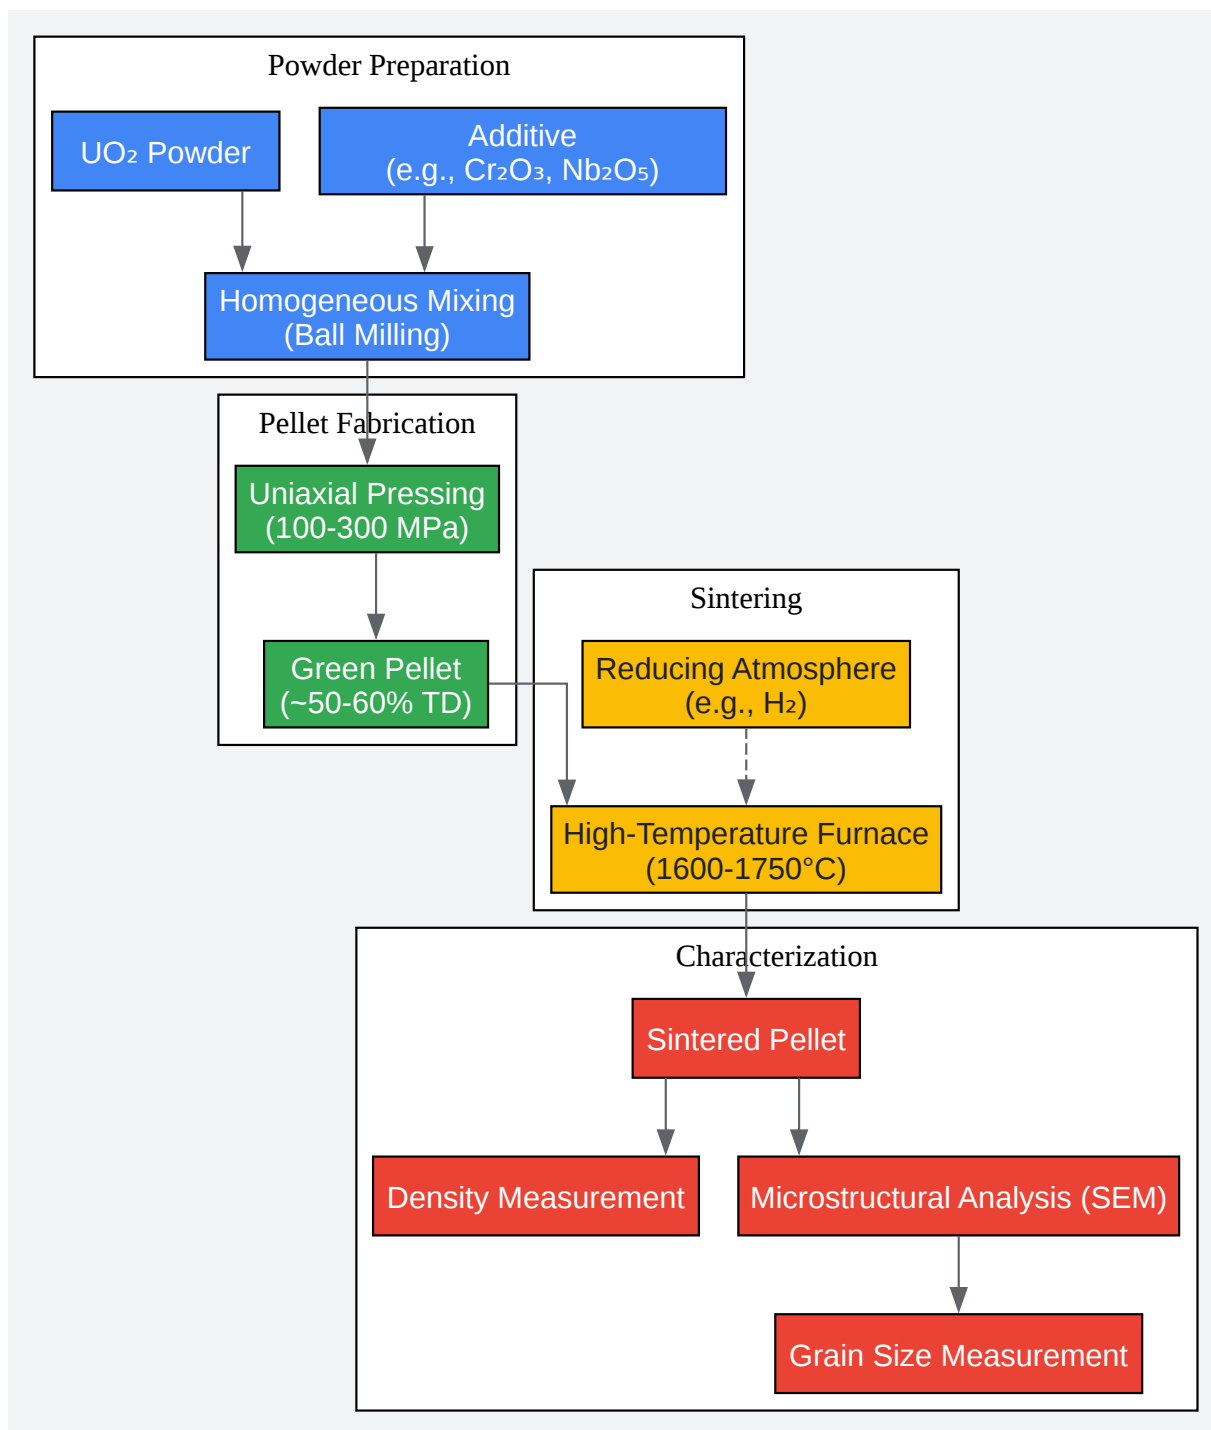 Powder Preparation
UO₂ Powder
Additive
(e.g., Cr₂O₃, Nb₂O₅)
Homogeneous Mixing
(Ball Milling)
Pellet Fabrication
Uniaxial Pressing
(100-300 MPa)
Green Pellet
(~50-60% TD)
Sintering
Reducing Atmosphere
(e.g., H₂)
High-Temperature Furnace
(1600-1750°C)
Characterization
Sintered Pellet
Density Measurement
Microstructural Analysis (SEM)
Grain Size Measurement